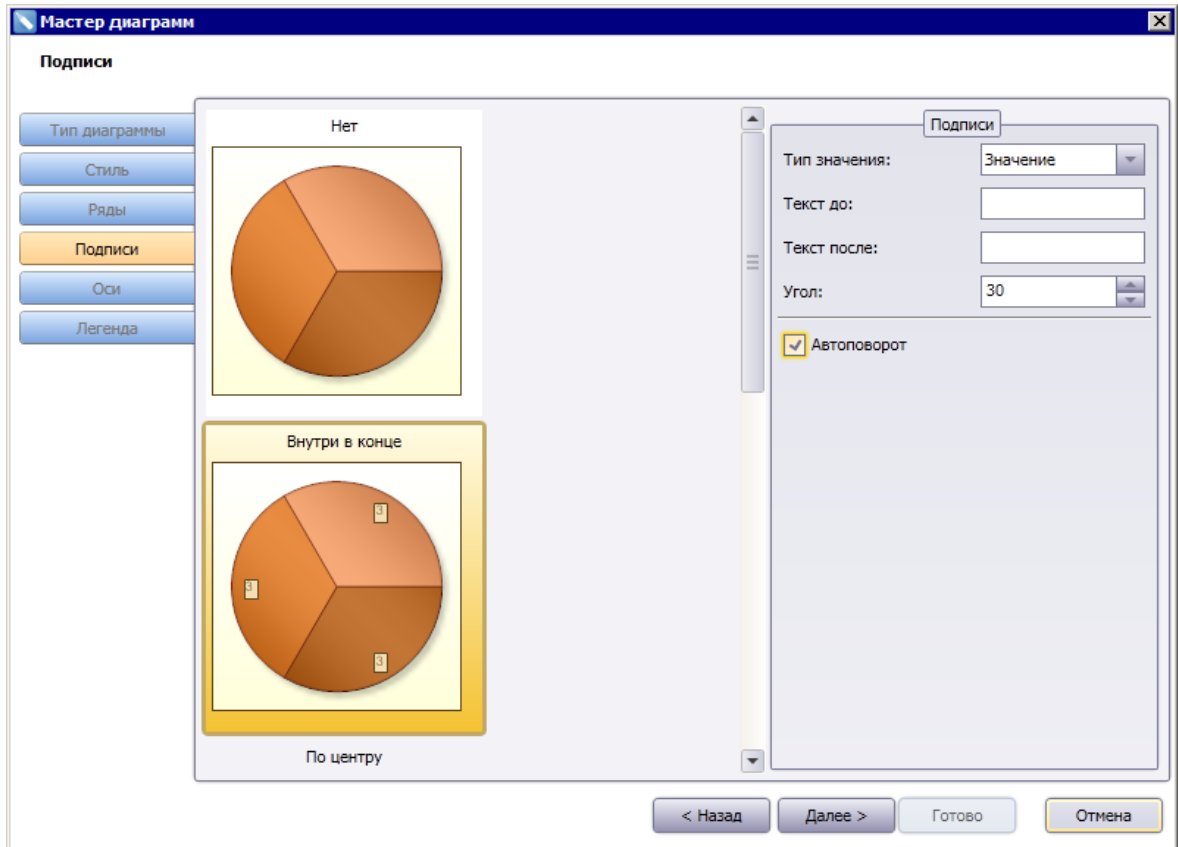 Мастер диаграмм
Подписи
Тип диаграммы
Стиль
Ряды
Подписи
Оси
Легенда
Нет
Внутри в конце
3
3
3
По центру
Подписи
Тип значения: Значение
Текст до:
Текст после:
Угол: 30
Автоповорот
< Назад Далее > Готово Отмена